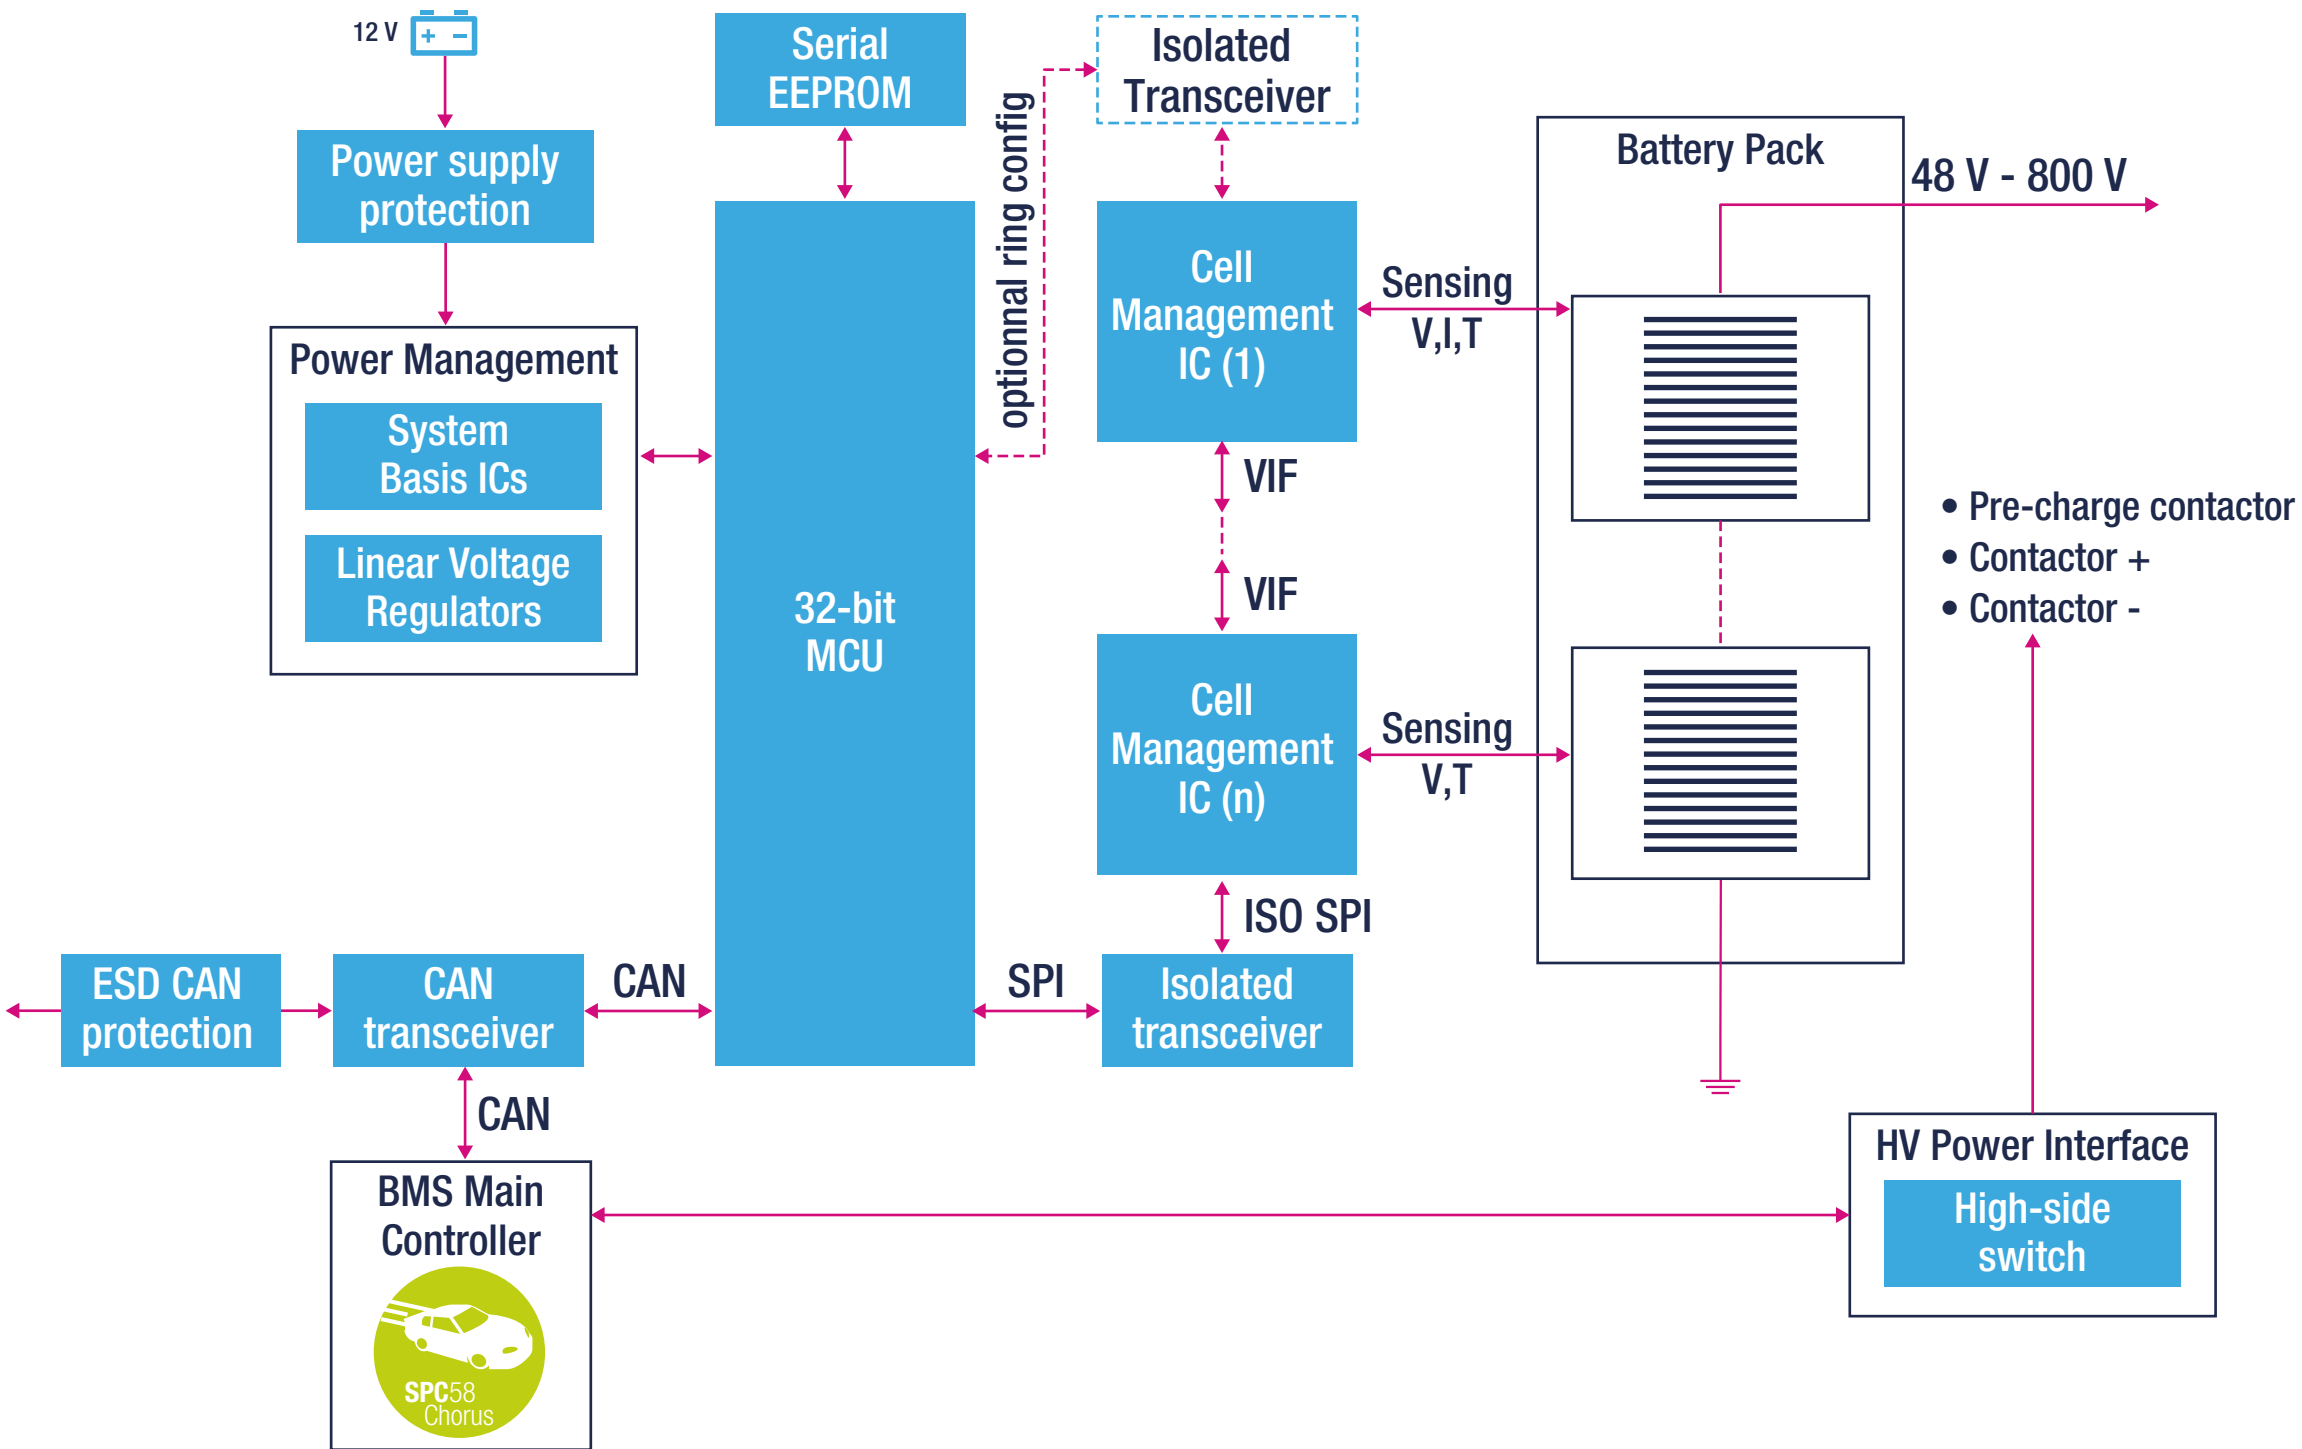 12 V
+ -
Power supply
protection
Power Management
System
Basis ICs
Linear Voltage
Regulators
Serial
EEPROM
32-bit
MCU
optionnal ring config
Isolated
Transceiver
Cell
Management
IC (1)
VIF
VIF
Cell
Management
IC (n)
ISO SPI
Isolated
transceiver
SPI
Sensing
V,I,T
Sensing
V,T
Battery Pack
48 V - 800 V
• Pre-charge contactor
• Contactor +
• Contactor -
ESD CAN
protection
CAN
transceiver
CAN
CAN
BMS Main
Controller
SPC58
Chorus
HV Power Interface
High-side
switch